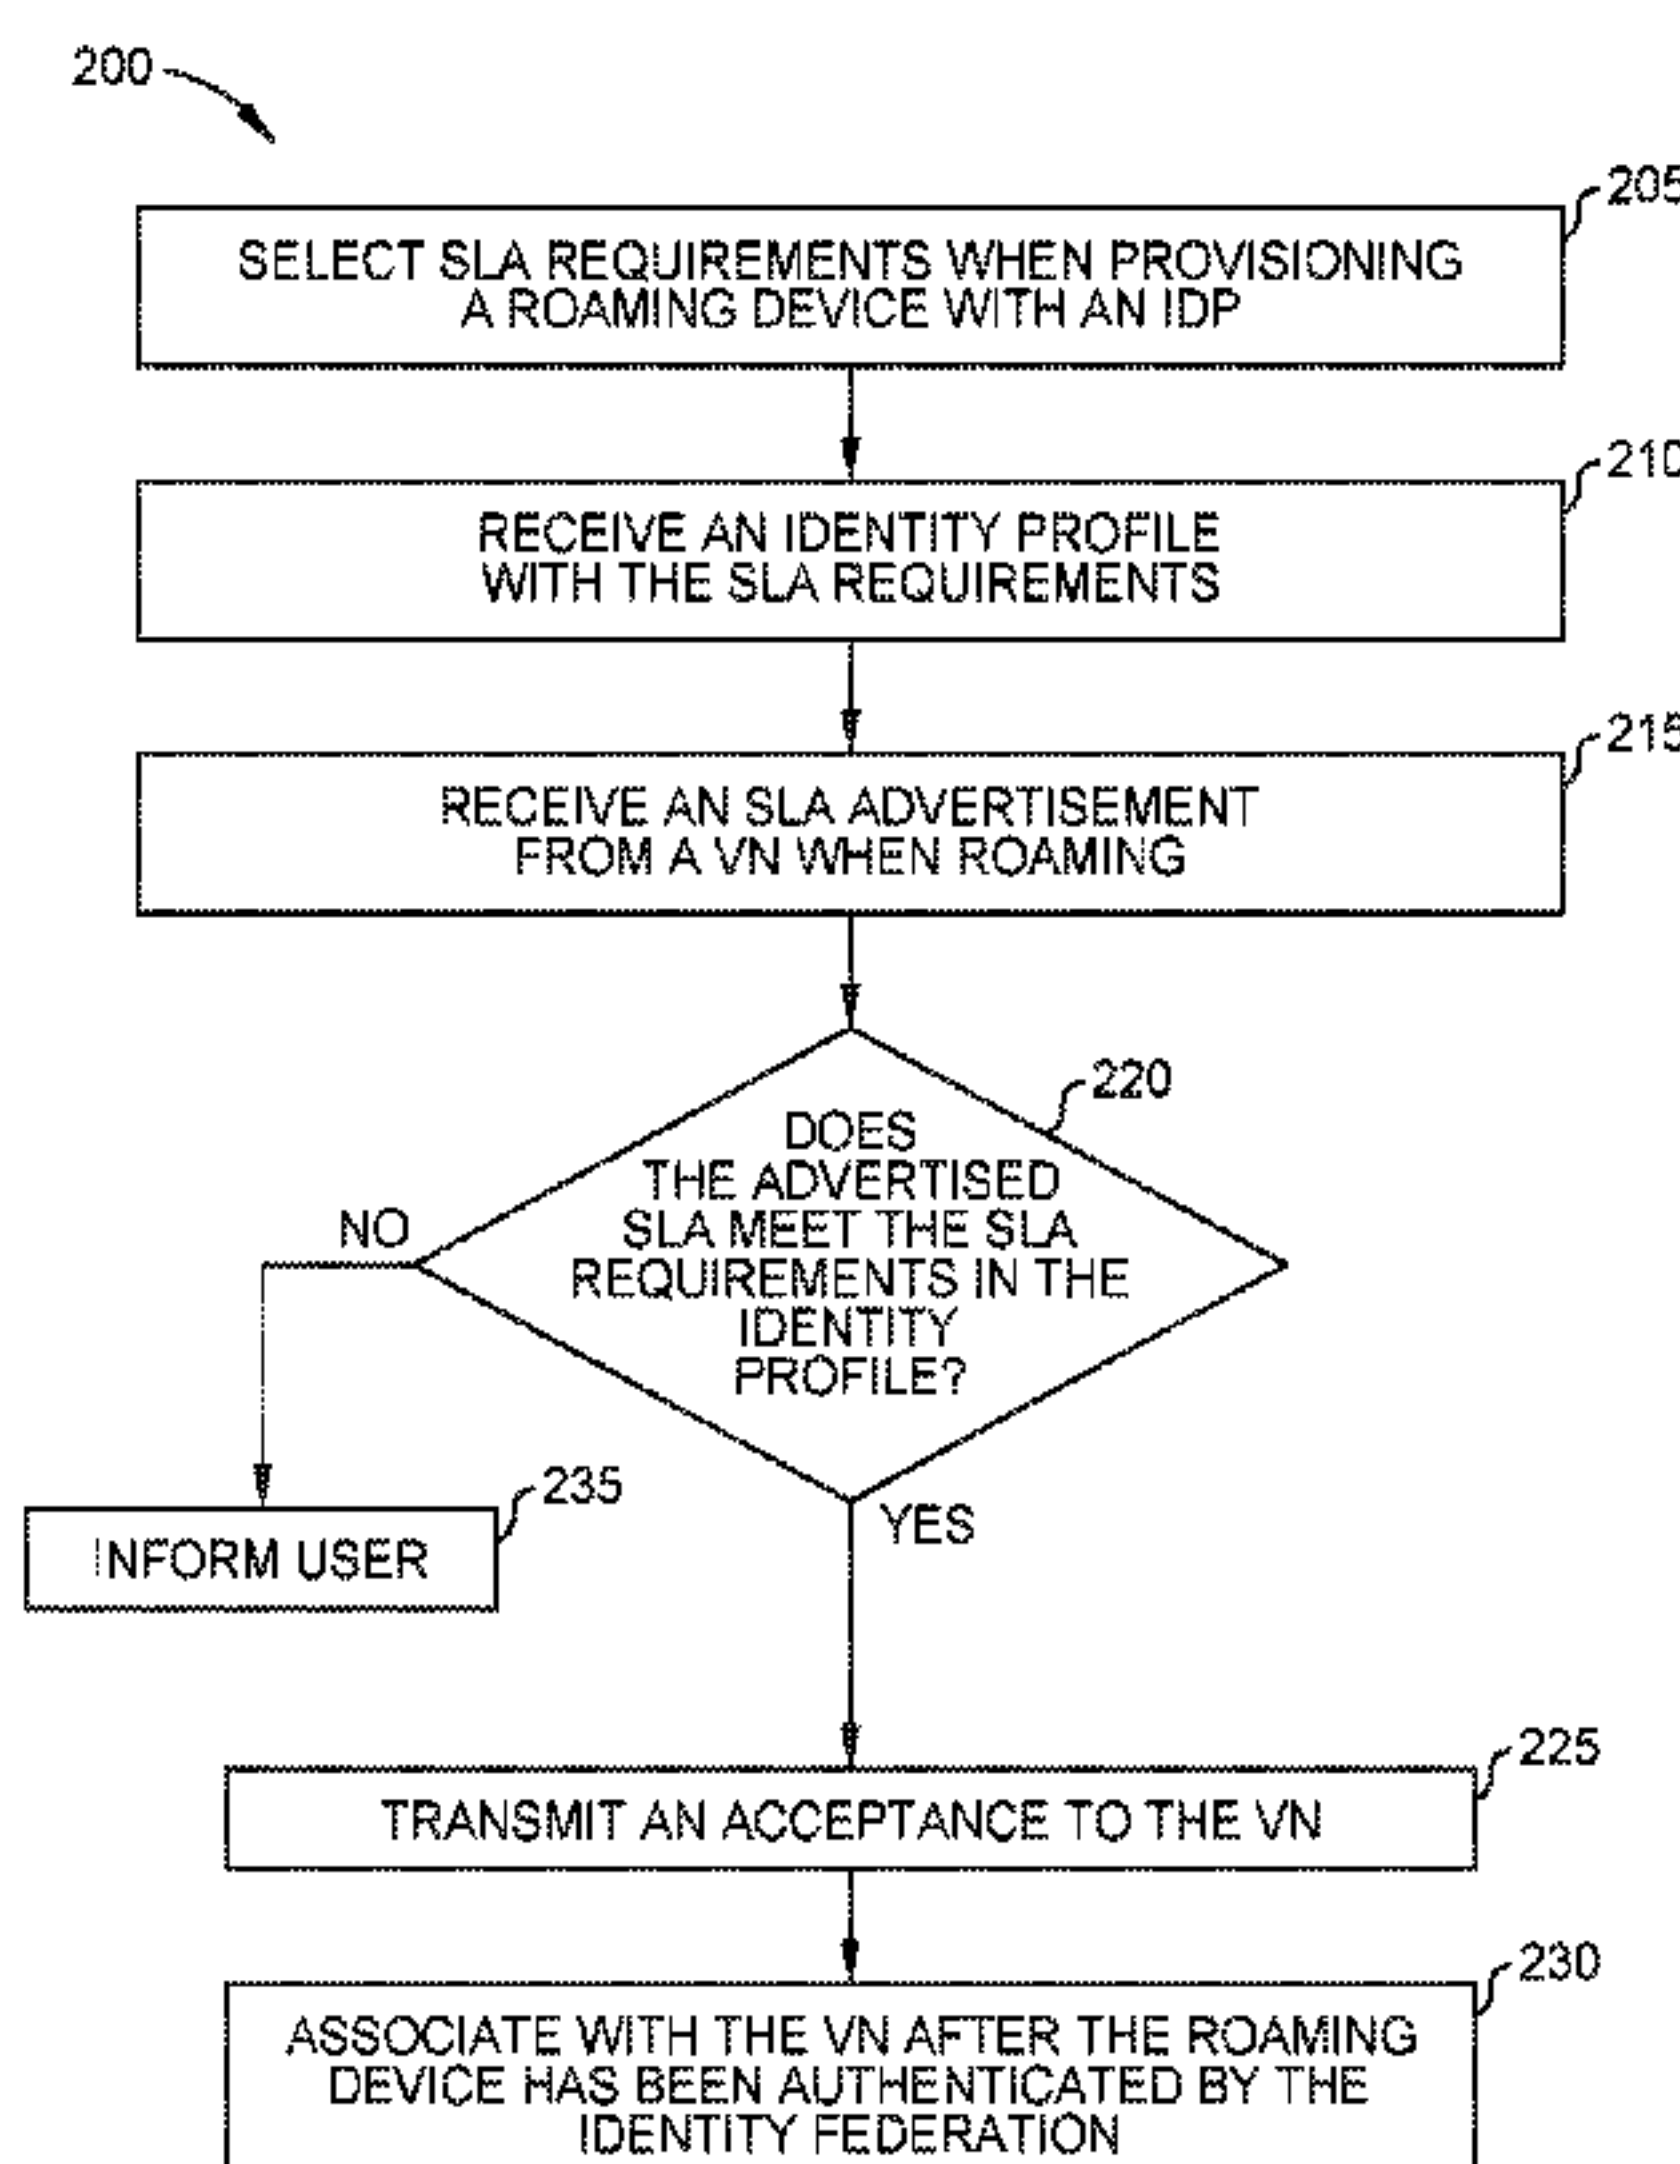 200
205
SELECT SLA REQUIREMENTS WHEN PROVISIONING
A ROAMING DEVICE WITH AN IDP
210
RECEIVE AN IDENTITY PROFILE
WITH THE SLA REQUIREMENTS
215
RECEIVE AN SLA ADVERTISEMENT
FROM A VN WHEN ROAMING
220
DOES
THE ADVERTISED
SLA MEET THE SLA
REQUIREMENTS IN THE
IDENTITY
PROFILE?
NO
YES
235
INFORM USER
225
TRANSMIT AN ACCEPTANCE TO THE VN
230
ASSOCIATE WITH THE VN AFTER THE ROAMING
DEVICE HAS BEEN AUTHENTICATED BY THE
IDENTITY FEDERATION